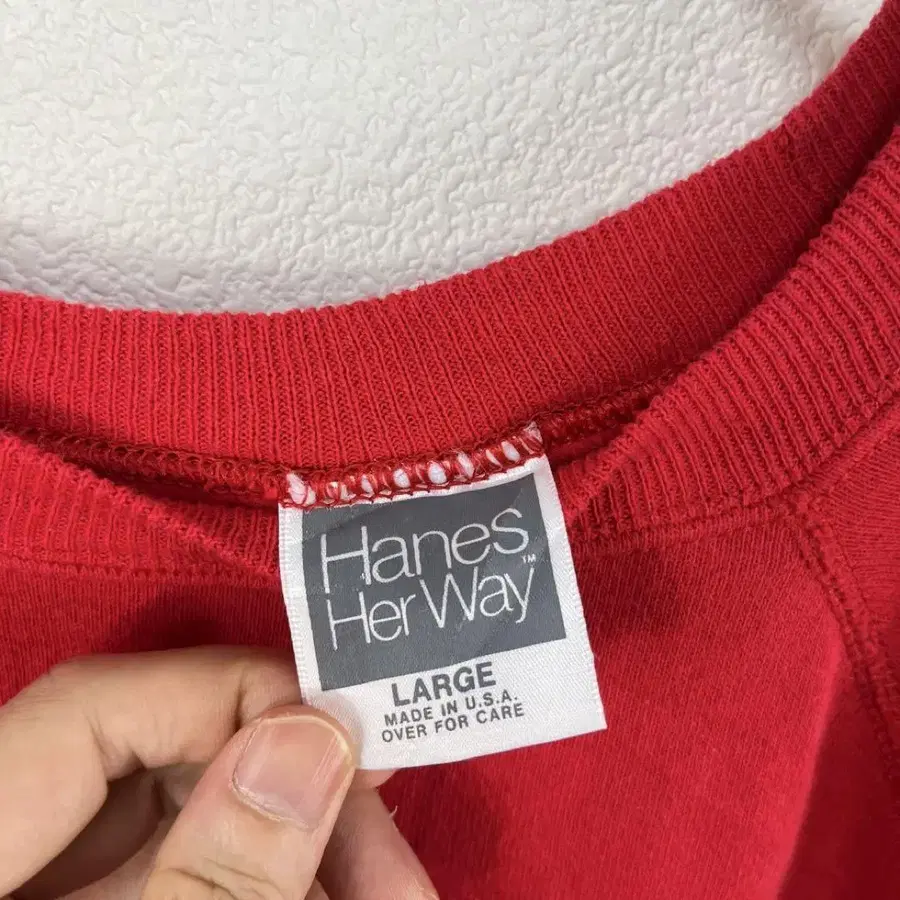 Hanes
Her Way™
LARGE
MADE IN U.S.A.
OVER FOR CARE